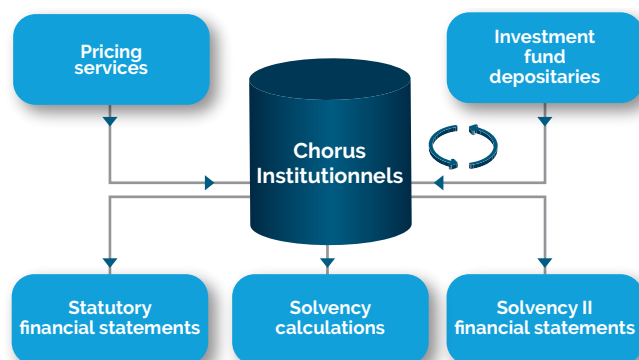 Pricing
services
Investment
fund
depositaries
Chorus
Institutionnels
Statutory
financial statements
Solvency
calculations
Solvency II
financial statements